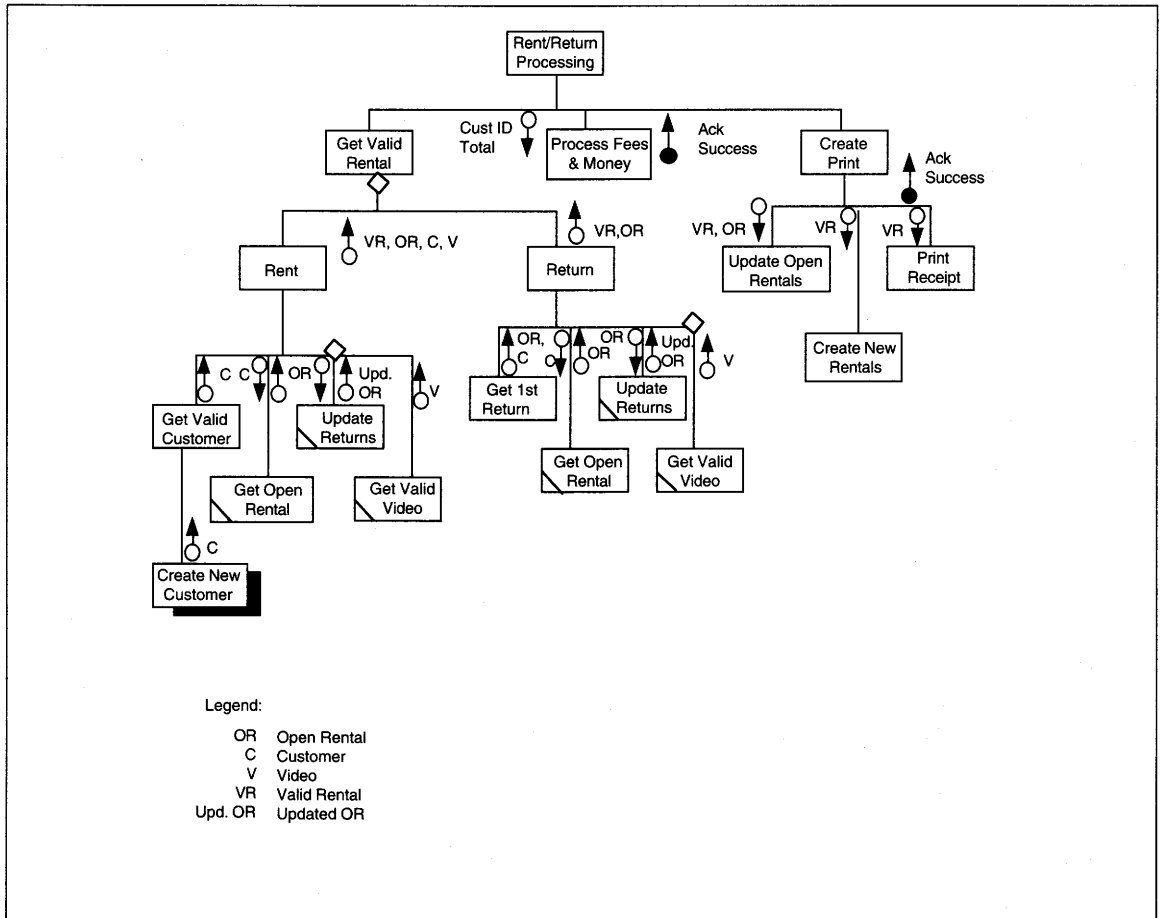 Rent/Return
Processing
Get Valid
Rental
Cust ID
Total
Process Fees
& Money
Ack
Success
Create
Print
Ack
Success
Rent
VR, OR, C, V
Return
VR,OR
VR, OR
Update Open
Rentals
VR
VR
Print
Receipt
Create New
Rentals
C
C
OR
Upd.
OR
V
Get Valid
Customer
Update
Returns
Get Open
Rental
Get Valid
Video
C
Create New
Customer
OR,
C
C
OR
OR
Upd.
OR
V
Get 1st
Return
Update
Returns
Get Open
Rental
Get Valid
Video
Legend:
OR Open Rental
C Customer
V Video
VR Valid Rental
Upd. OR Updated OR